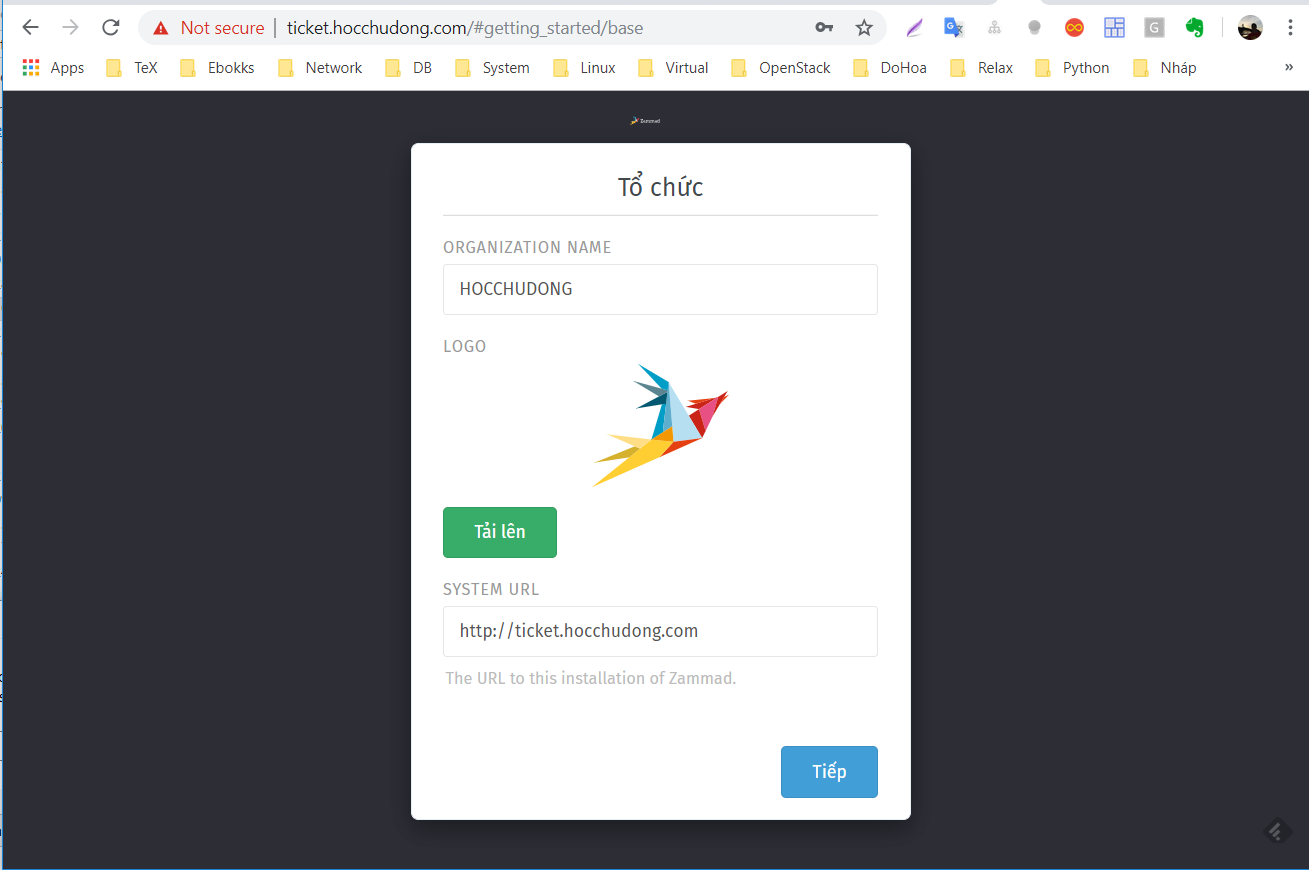 Not secure | ticket.hocchudong.com/#getting_started/base
G
Apps TeX Ebokks Network DB System Linux Virtual OpenStack DoHoa Relax Python Nháp »
Zammad
Tổ chức
ORGANIZATION NAME
HOCCHUDONG
LOGO
Tải lên
SYSTEM URL
http://ticket.hocchudong.com
The URL to this installation of Zammad.
Tiếp